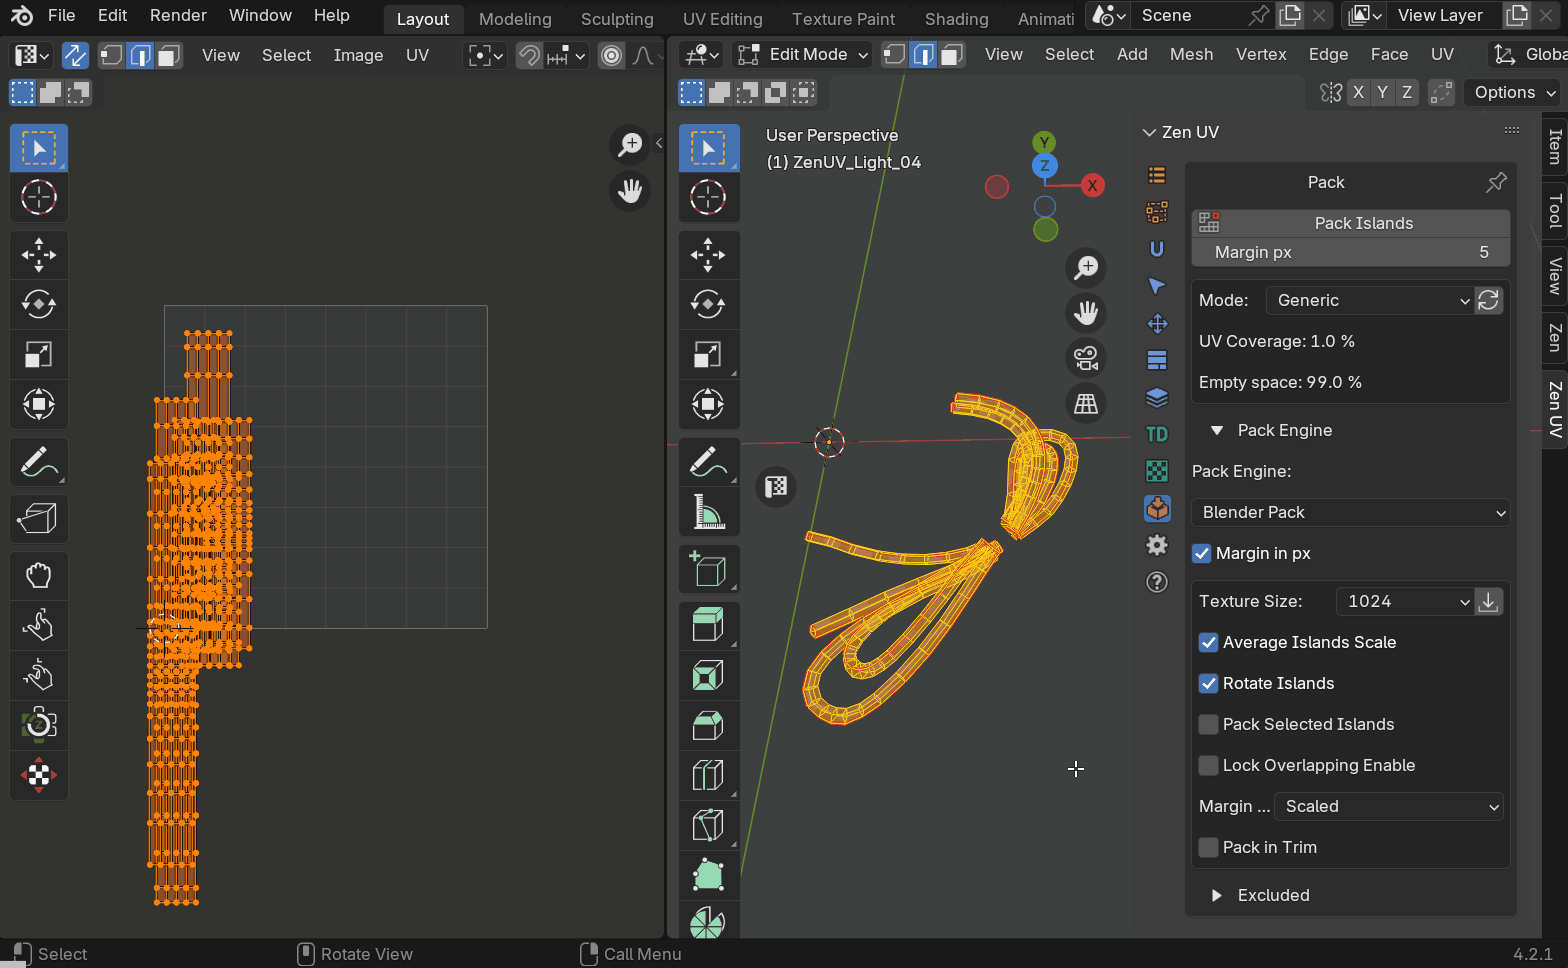 File Edit Render Window Help Layout Modeling Sculpting UV Editing Texture Paint Shading Animati Scene View Layer
View Select Image UV Edit Mode View Select Add Mesh Vertex Edge Face UV Globa
X Y Z Options
User Perspective
(1) ZenUV_Light_04
Y
Z
X
Zen UV
Pack
Pack Islands
Margin px 5
Mode: Generic
UV Coverage: 1.0 %
Empty space: 99.0 %
Pack Engine
TD
Pack Engine:
Blender Pack
Margin in px
Texture Size: 1024
Average Islands Scale
Rotate Islands
Pack Selected Islands
Lock Overlapping Enable
Margin ... Scaled
Pack in Trim
Excluded
Item
Tool
View
Zen
Zen UV
Select Rotate View Call Menu 4.2.1